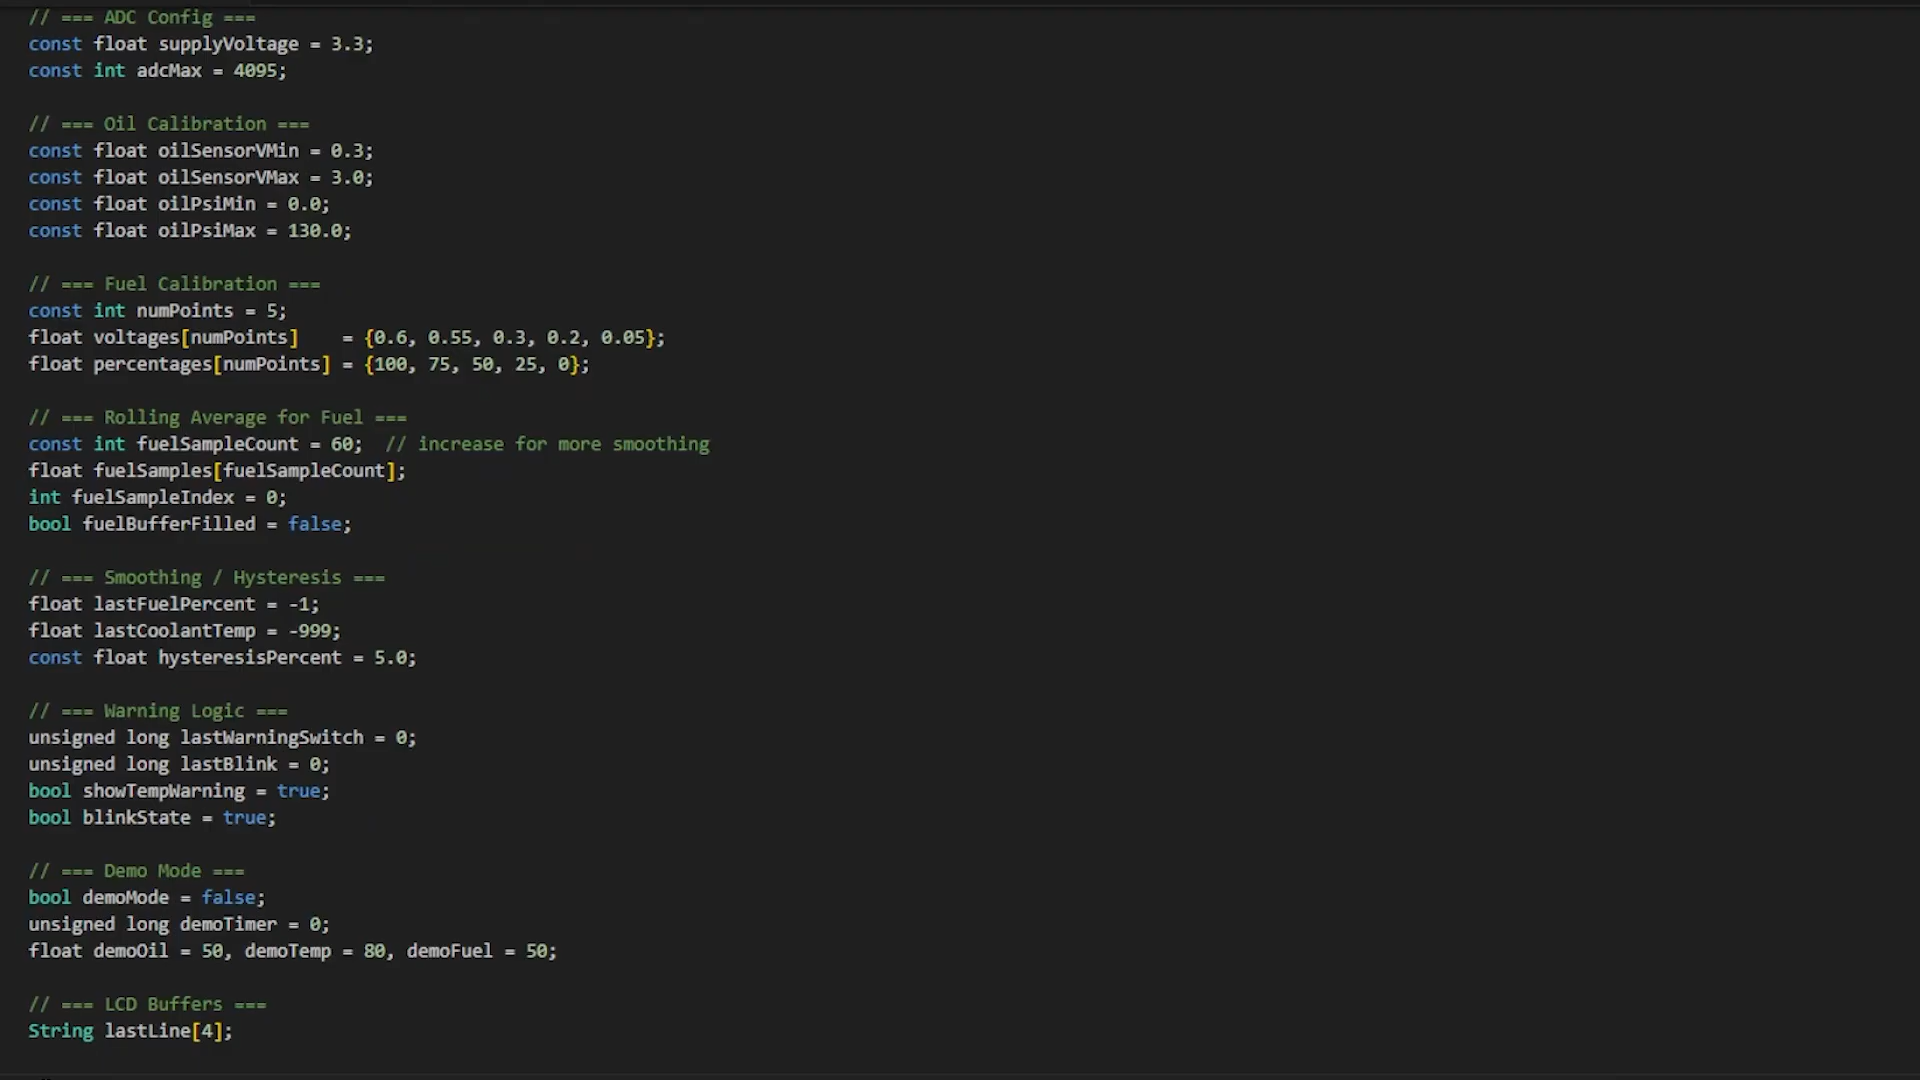 // === ADC Config ===
const float supplyVoltage = 3.3;
const int adcMax = 4095;
// === Oil Calibration ===
const float oilSensorVMin = 0.3;
const float oilSensorVMax = 3.0;
const float oilPsiMin = 0.0;
const float oilPsiMax = 130.0;
// === Fuel Calibration ===
const int numPoints = 5;
float voltages[numPoints]    = {0.6, 0.55, 0.3, 0.2, 0.05};
float percentages[numPoints] = {100, 75, 50, 25, 0};
// === Rolling Average for Fuel ===
const int fuelSampleCount = 60;  // increase for more smoothing
float fuelSamples[fuelSampleCount];
int fuelSampleIndex = 0;
bool fuelBufferFilled = false;
// === Smoothing / Hysteresis ===
float lastFuelPercent = -1;
float lastCoolantTemp = -999;
const float hysteresisPercent = 5.0;
// === Warning Logic ===
unsigned long lastWarningSwitch = 0;
unsigned long lastBlink = 0;
bool showTempWarning = true;
bool blinkState = true;
// === Demo Mode ===
bool demoMode = false;
unsigned long demoTimer = 0;
float demoOil = 50, demoTemp = 80, demoFuel = 50;
// === LCD Buffers ===
String lastLine[4];